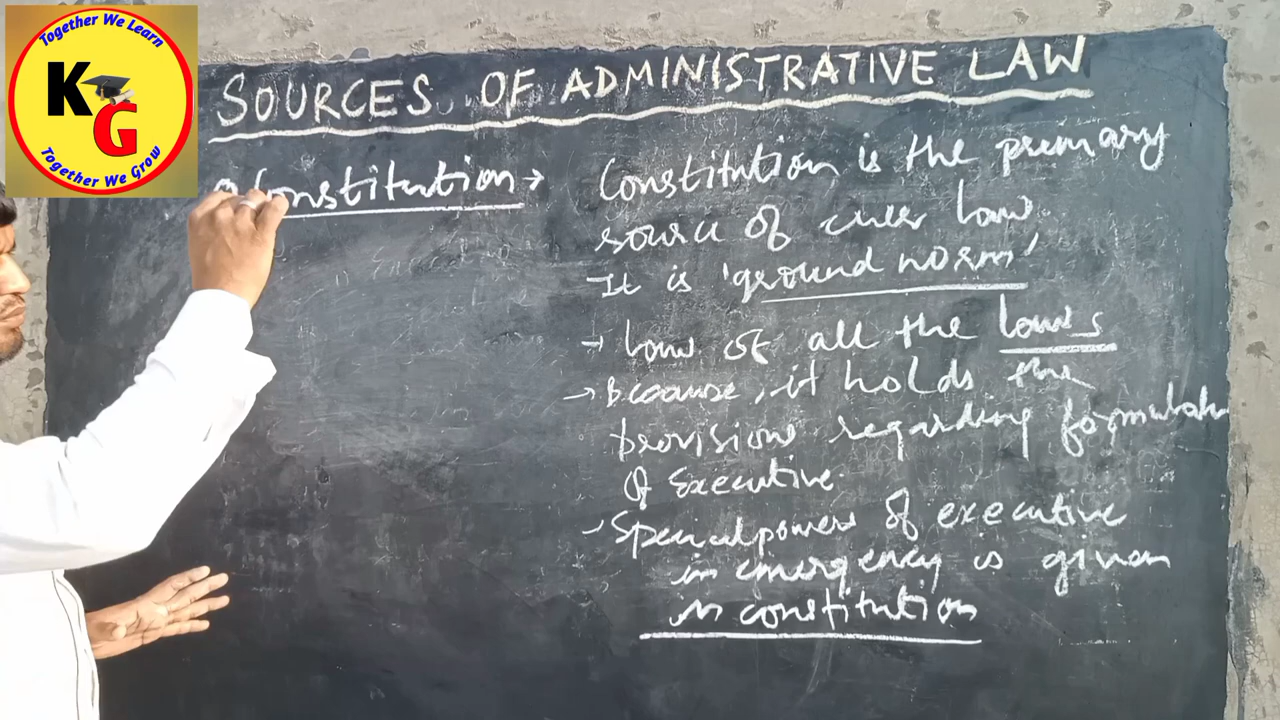 Together We Learn
KG
Together We Grow
SOURCES OF ADMINISTRATIVE LAW
Constitution → Constitution is the primary
source of law
It is 'ground norm'
→ law of all the laws
→ Because, it holds the
provisions regarding formulation
of Executive.
Special powers of executive
in emergency is given
in constitution